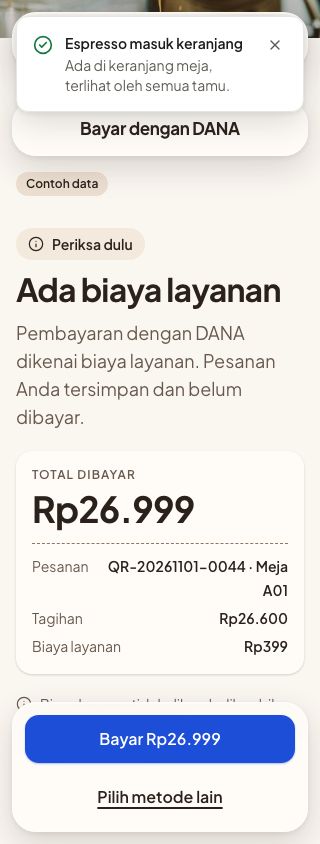 Espresso masuk keranjang
Ada di keranjang meja,
terlihat oleh semua tamu.
Bayar dengan DANA
Contoh data
Periksa dulu
Ada biaya layanan
Pembayaran dengan DANA
dikenai biaya layanan. Pesanan
Anda tersimpan dan belum
dibayar.
TOTAL DIBAYAR
Rp26.999
Pesanan QR-20261101-0044 · Meja
A01
Tagihan Rp26.600
Biaya layanan Rp399
Bayar Rp26.999
Pilih metode lain